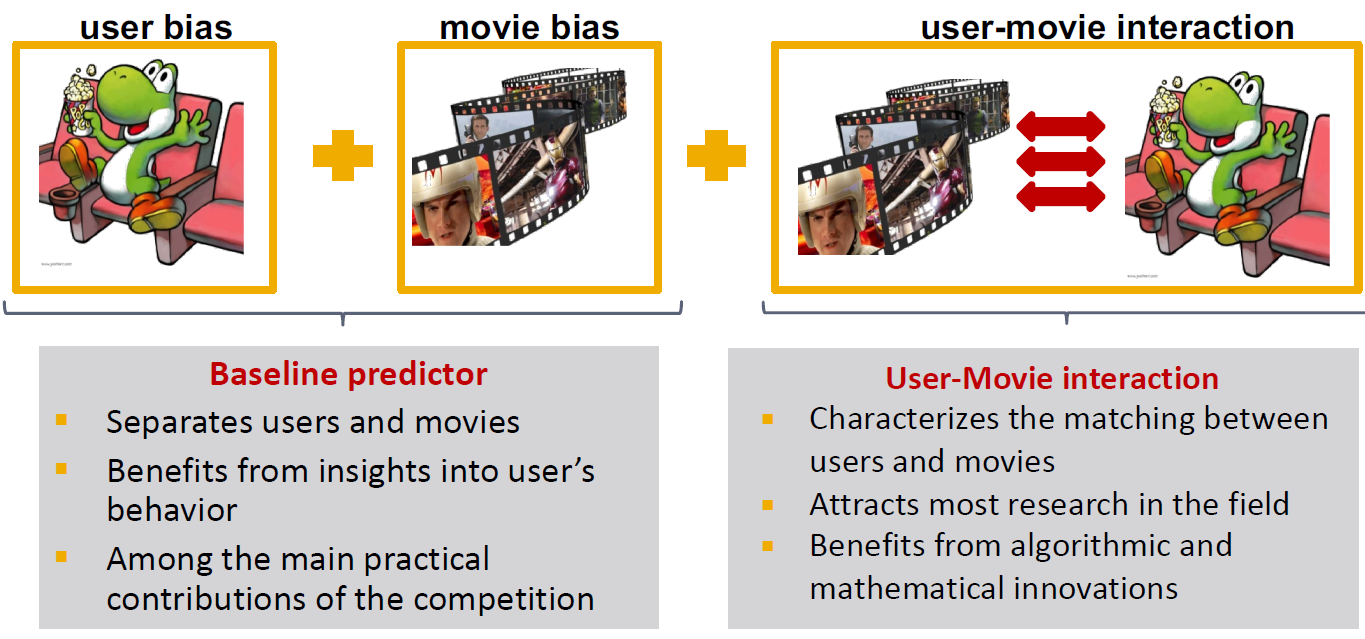 user bias
movie bias
user-movie interaction
Baseline predictor
Separates users and movies
Benefits from insights into user's
behavior
Among the main practical
contributions of the competition
User-Movie interaction
Characterizes the matching between
users and movies
Attracts most research in the field
Benefits from algorithmic and
mathematical innovations